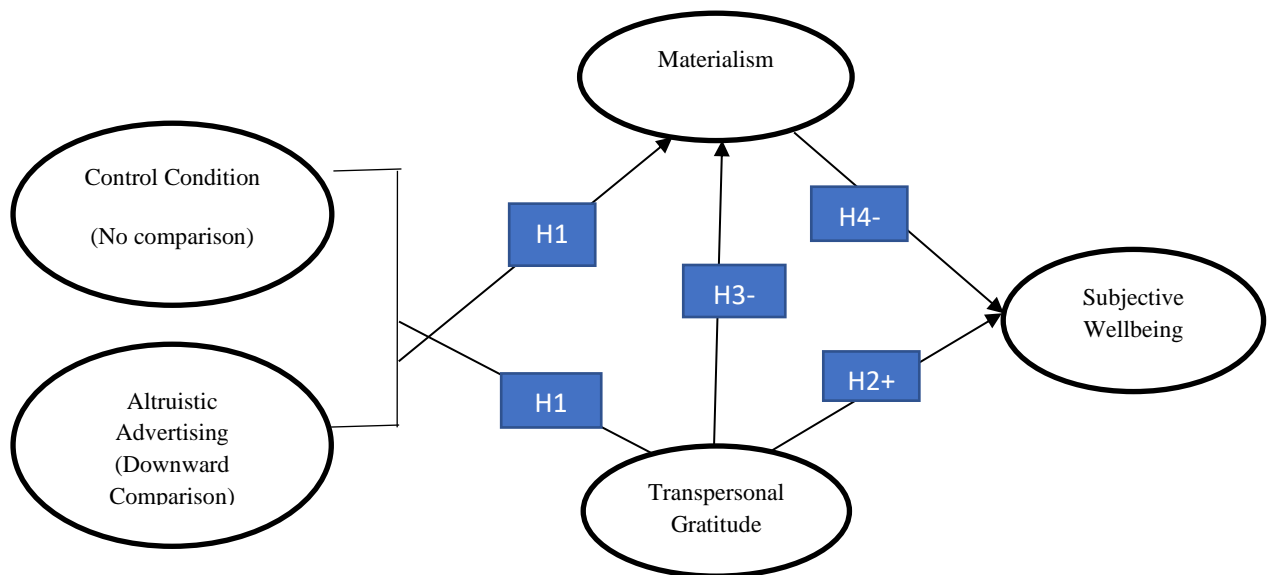 Materialism
Control Condition
(No comparison)
H1
H4-
H3-
Subjective
Wellbeing
Altruistic
Advertising
(Downward
Comparison)
H1
H2+
Transpersonal
Gratitude